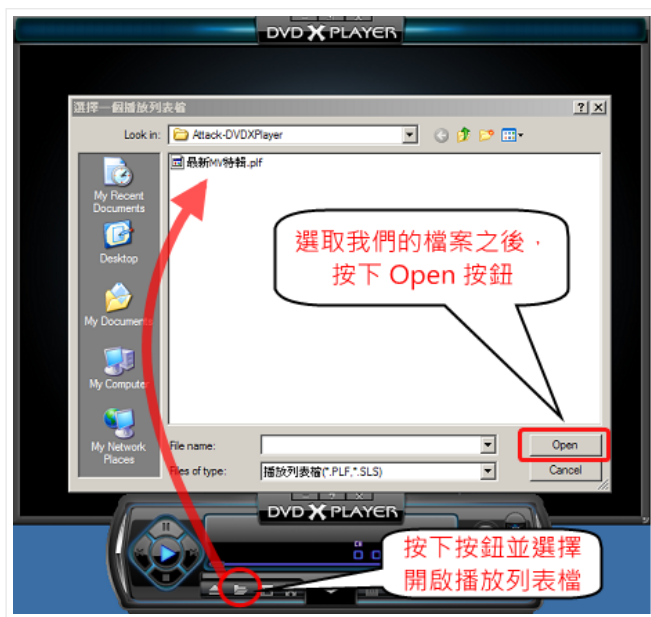 DVD X PLAYER
選擇一個播放列表檔
Look in:
Attack-DVDXPlayer
最新MV特輯.plf
My Recent
Documents
Desktop
My Documents
My Computer
My Network
Places
選取我們的檔案之後，
按下 Open 按鈕
File name:
Open
Files of type:
播放列表檔(*.PLF,*.SLS)
Cancel
DVD X PLAYER
按下按鈕並選擇
開啟播放列表檔